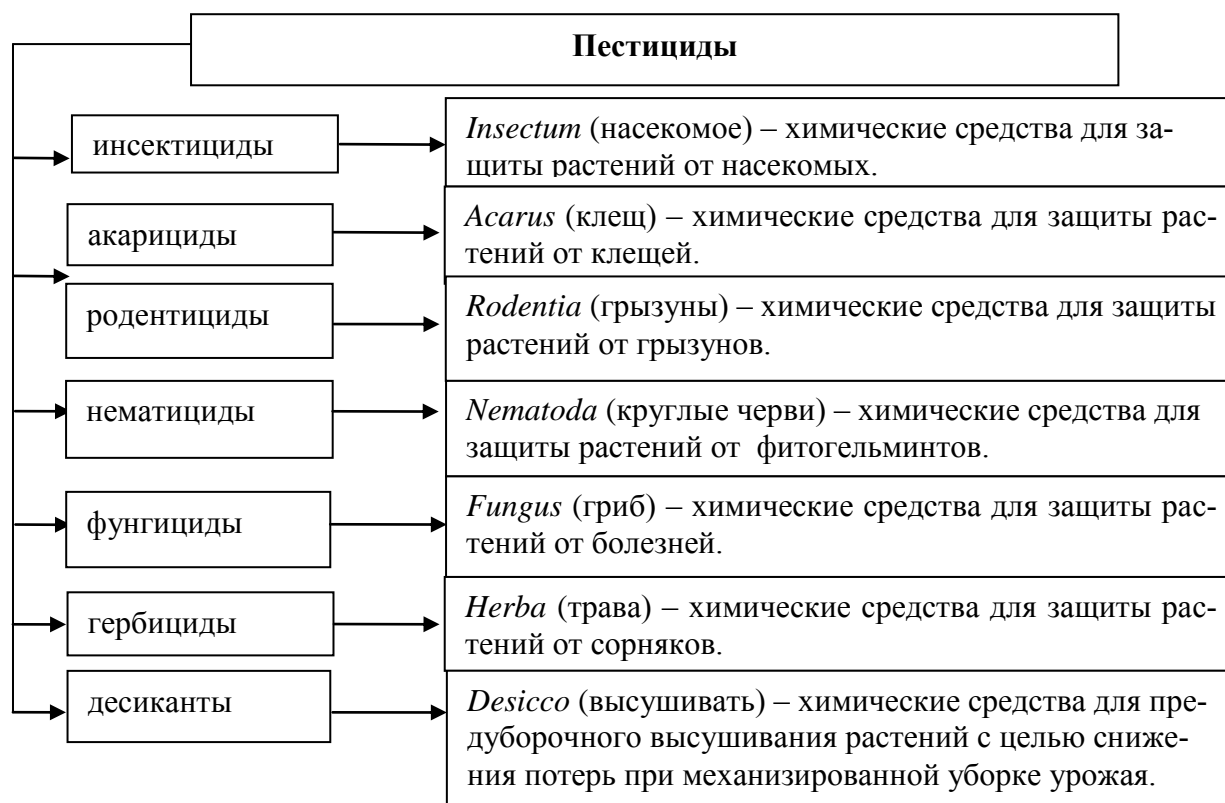 Пестициды
инсектициды
Insectum (насекомое) – химические средства для за-
щиты растений от насекомых.
акарициды
Acarus (клещ) – химические средства для защиты рас-
тений от клещей.
родентициды
Rodentia (грызуны) – химические средства для защиты
растений от грызунов.
нематициды
Nematoda (круглые черви) – химические средства для
защиты растений от фитогельминтов.
фунгициды
Fungus (гриб) – химические средства для защиты рас-
тений от болезней.
гербициды
Herba (трава) – химические средства для защиты рас-
тений от сорняков.
десиканты
Desicco (высушивать) – химические средства для пре-
дуборочного высушивания растений с целью сниже-
ния потерь при механизированной уборке урожая.